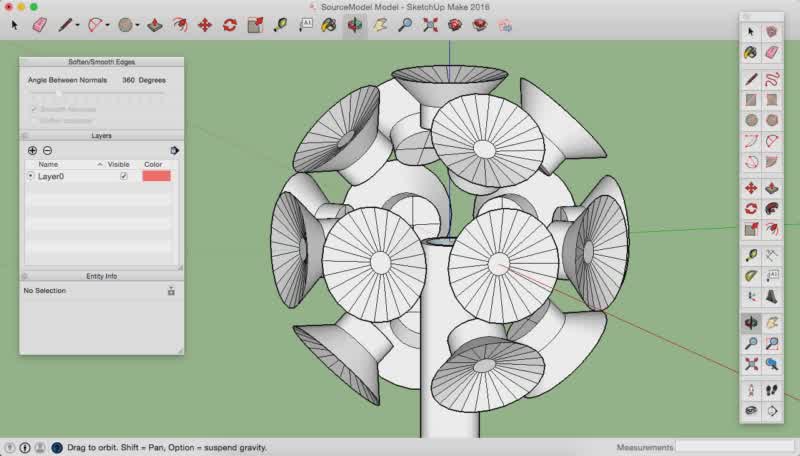 SourceModel Model - SketchUp Make 2016
Soften/Smooth Edges
Angle Between Normals 360 Degrees
Smooth normals
Soften coplanar
Layers
Name Visible Color
Layer0
Entity Info
No Selection
Drag to orbit. Shift = Pan, Option = suspend gravity.
Measurements